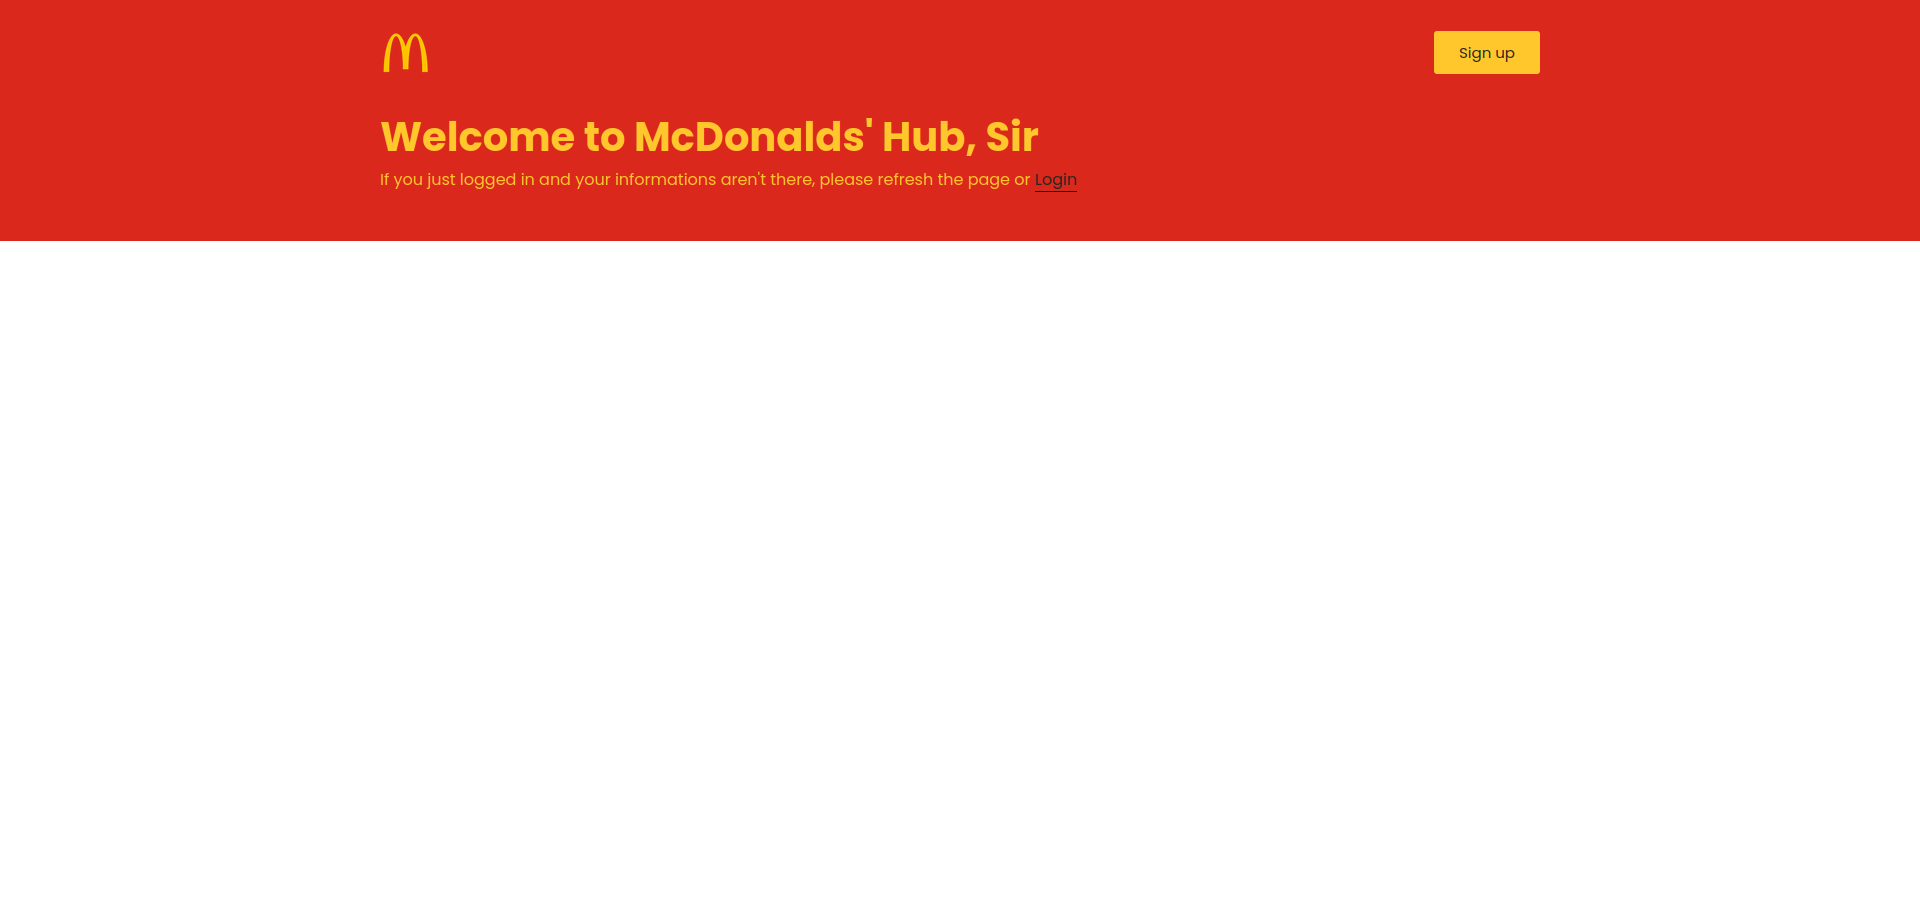 Sign up
Welcome to McDonalds' Hub, Sir
If you just logged in and your informations aren't there, please refresh the page or Login